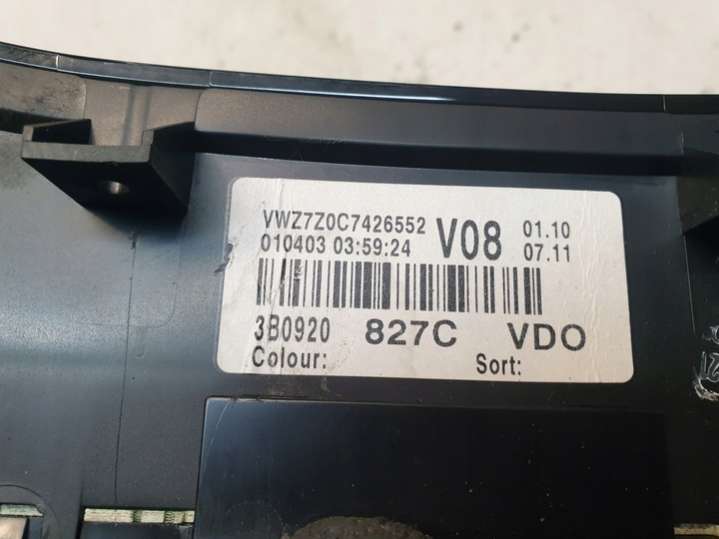 VWZ7Z0C7426552 V08 01.10
010403 03:59:24 07.11
3B0920 827C VDO
Colour: Sort: